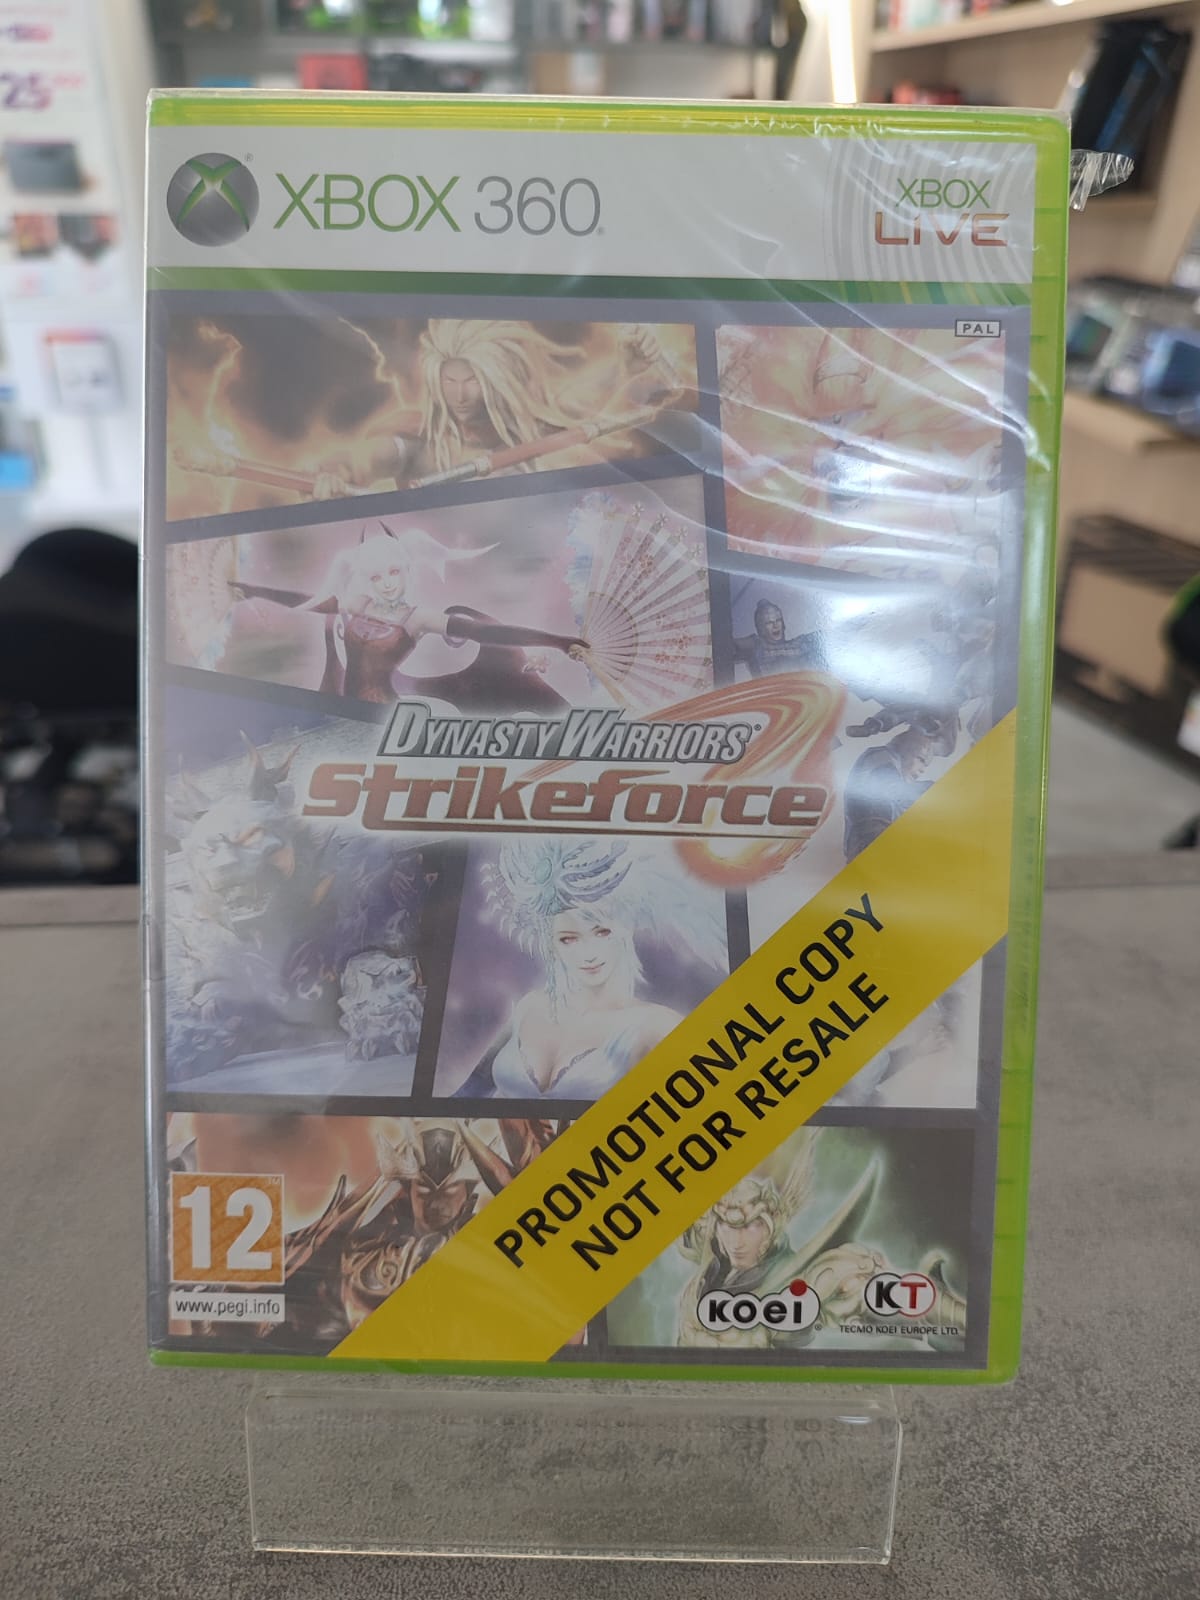 XBOX 360
XBOX
LIVE
PAL
DYNASTY WARRIORS
Strikeforce
PROMOTIONAL COPY
NOT FOR RESALE
12
www.pegi.info
KOEI
KT
TECMO KOEI EUROPE LTD.
25